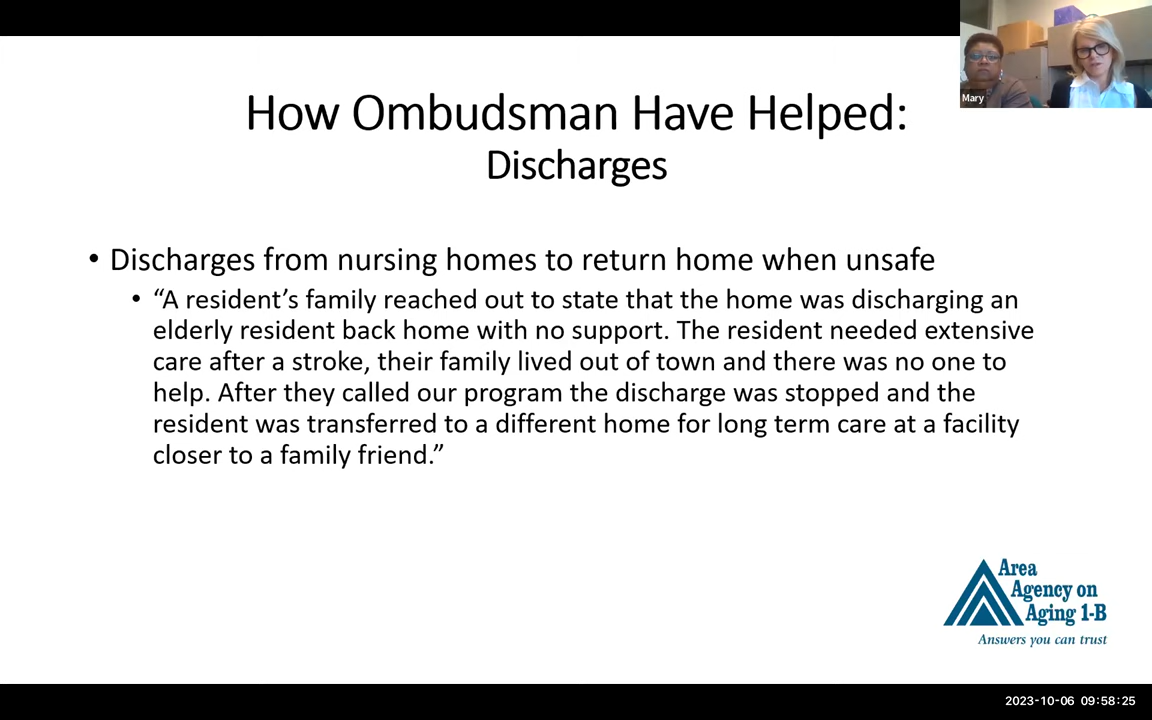 Mary
How Ombudsman Have Helped:
Discharges
• Discharges from nursing homes to return home when unsafe
• “A resident’s family reached out to state that the home was discharging an
elderly resident back home with no support. The resident needed extensive
care after a stroke, their family lived out of town and there was no one to
help. After they called our program the discharge was stopped and the
resident was transferred to a different home for long term care at a facility
closer to a family friend.”
Area
Agency on
Aging 1-B
Answers you can trust
2023-10-06 09:58:25